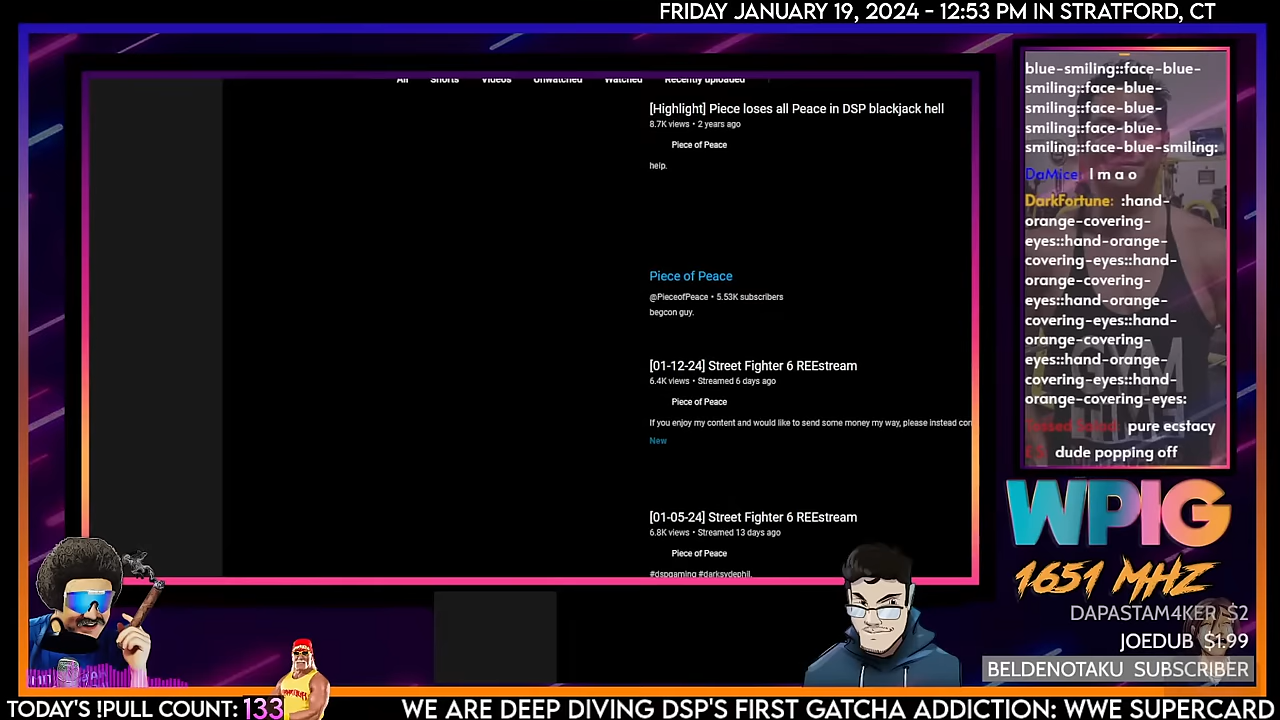 FRIDAY JANUARY 19, 2024 - 12:53 PM IN STRATFORD, CT
All Shorts Videos Unwatched Watched Recently uploaded
[Highlight] Piece loses all Peace in DSP blackjack hell
8.7K views • 2 years ago
Piece of Peace
help.
Piece of Peace
@PieceofPeace • 5.53K subscribers
begcon guy.
[01-12-24] Street Fighter 6 REEstream
6.4K views • Streamed 6 days ago
Piece of Peace
If you enjoy my content and would like to send some money my way, please instead con
New
[01-05-24] Street Fighter 6 REEstream
6.8K views • Streamed 13 days ago
Piece of Peace
#dspgaming #darksydephil,
blue-smiling::face-blue-
smiling::face-blue-
smiling::face-blue-
smiling::face-blue-
smiling::face-blue-smiling:
DaMice: l m a o
DarkFortune: :hand-
orange-covering-
eyes::hand-orange-
covering-eyes::hand-
orange-covering-
eyes::hand-orange-
covering-eyes::hand-
orange-covering-
eyes::hand-orange-
covering-eyes::hand-
orange-covering-eyes:
pure ecstacy
dude popping off
GYM
TIME
WPIG
1651 MHZ
DAPASTAM4KER $2
JOEDUB $1.99
BELDENOTAKU SUBSCRIBER
TODAY'S !PULL COUNT: 133
WE ARE DEEP DIVING DSP'S FIRST GATCHA ADDICTION: WWE SUPERCARD